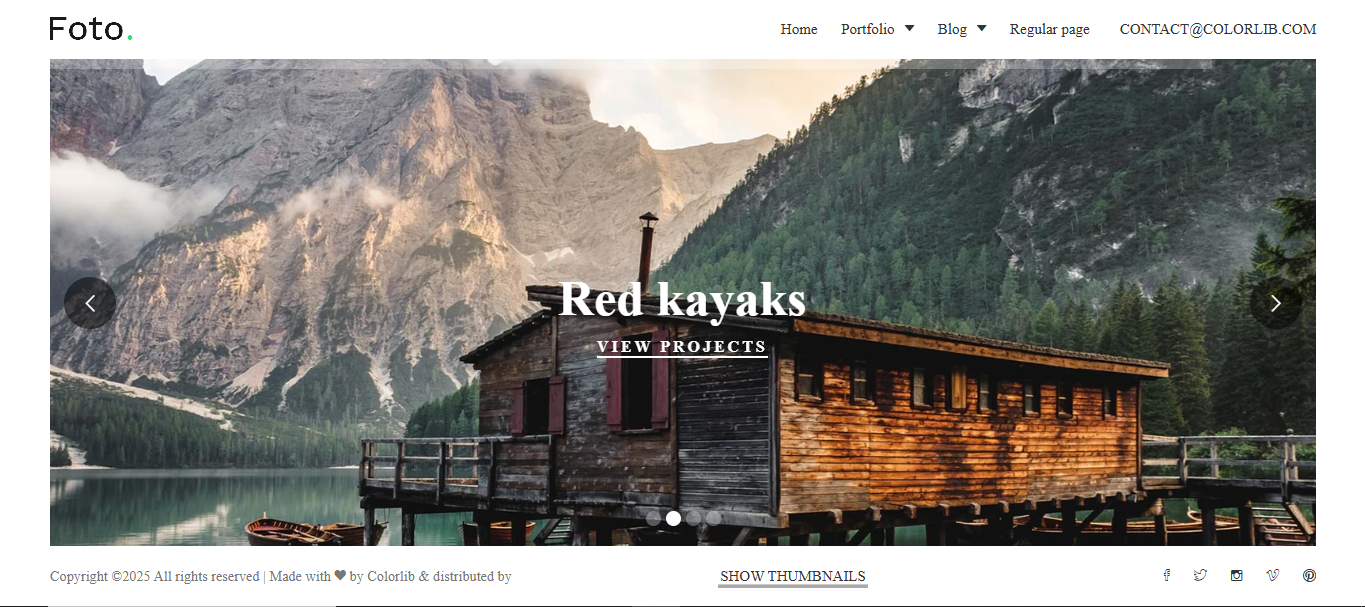 Foto.
Home Portfolio Blog Regular page CONTACT@COLORLIB.COM
Red kayaks
VIEW PROJECTS
Copyright ©2025 All rights reserved | Made with ♥ by Colorlib & distributed by
SHOW THUMBNAILS